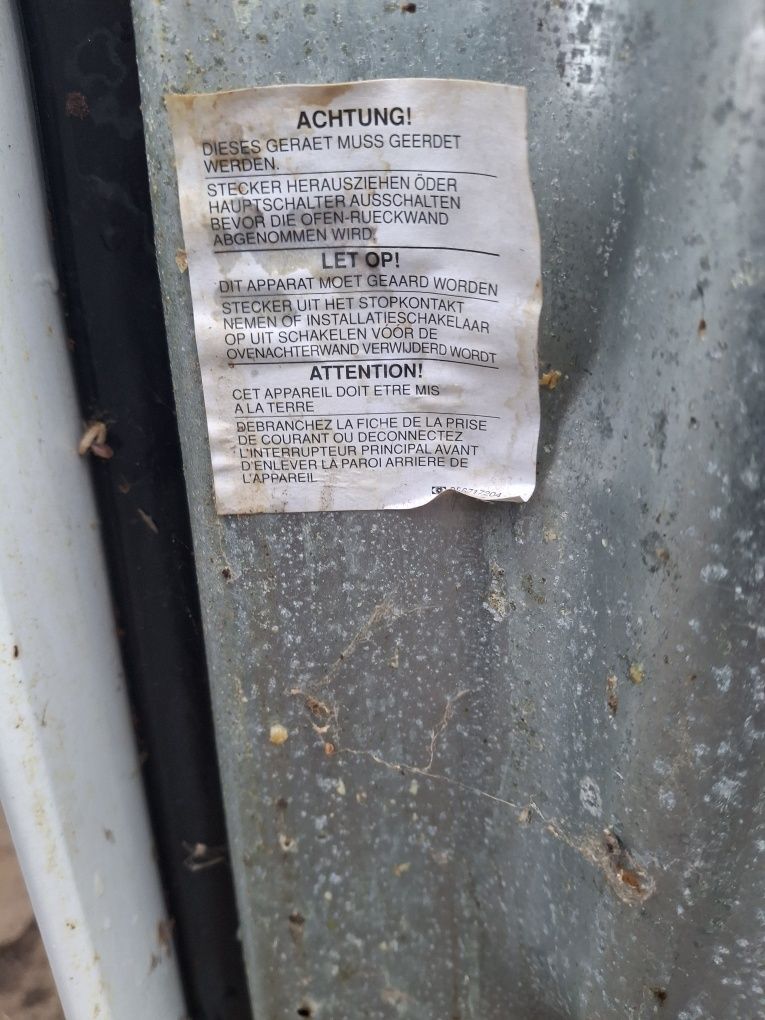 ACHTUNG!
DIESES GERAET MUSS GEERDET
WERDEN.
STECKER HERAUSZIEHEN ÖDER
HAUPTSCHALTER AUSSCHALTEN
BEVOR DIE OFEN-RUECKWAND
ABGENOMMEN WIRD.
LET OP!
DIT APPARAT MOET GEAARD WORDEN
STECKER UIT HET STOPKONTAKT
NEMEN OF INSTALLATIESCHAKELAAR
OP UIT SCHAKELEN VÓÓR DE
OVENACHTERWAND VERWIJDERD WORDT
ATTENTION!
CET APPAREIL DOIT ETRE MIS
A LA TERRE
DEBRANCHEZ LA FICHE DE LA PRISE
DE COURANT OU DECONNECTEZ
L'INTERRUPTEUR PRINCIPAL AVANT
D'ENLEVER LA PAROI ARRIERE DE
L'APPAREIL